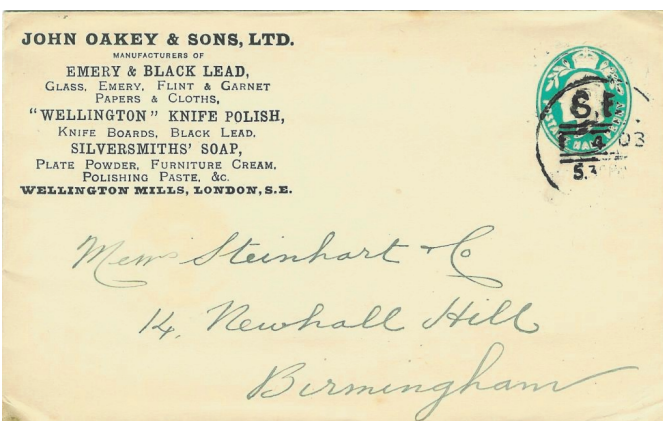 JOHN OAKEY & SONS, LTD.
MANUFACTURERS OF
EMERY & BLACK LEAD,
GLASS, EMERY, FLINT & GARNET
PAPERS & CLOTHS,
"WELLINGTON" KNIFE POLISH,
KNIFE BOARDS, BLACK LEAD,
SILVERSMITHS' SOAP,
PLATE POWDER, FURNITURE CREAM,
POLISHING PASTE, &c.
WELLINGTON MILLS, LONDON, S.E.
S.E
4 03
Messrs Steinhart & Co
14, Newhall Hill
Birmingham